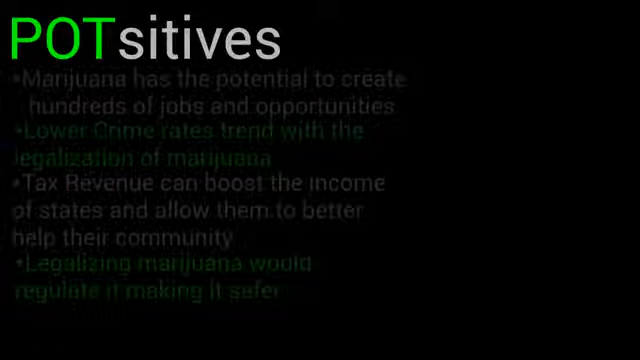 POTsitives
•Marijuana has the potential to create
hundreds of jobs and opportunities
•Lower Crime rates trend with the
legalization of marijuana
•Tax Revenue can boost the income
of states and allow them to better
help their community
•Legalizing marijuana would
regulate it making it safer